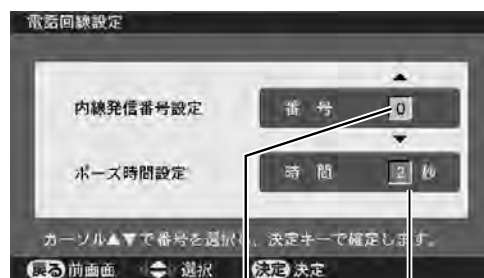 電話回線設定
内線発信番号設定 番 号 0
ポーズ時間設定 時 間 2 秒
カーソル▲▼で番号を選択し、決定キーで確定します。
戻る 前画面 選択 決定 決定